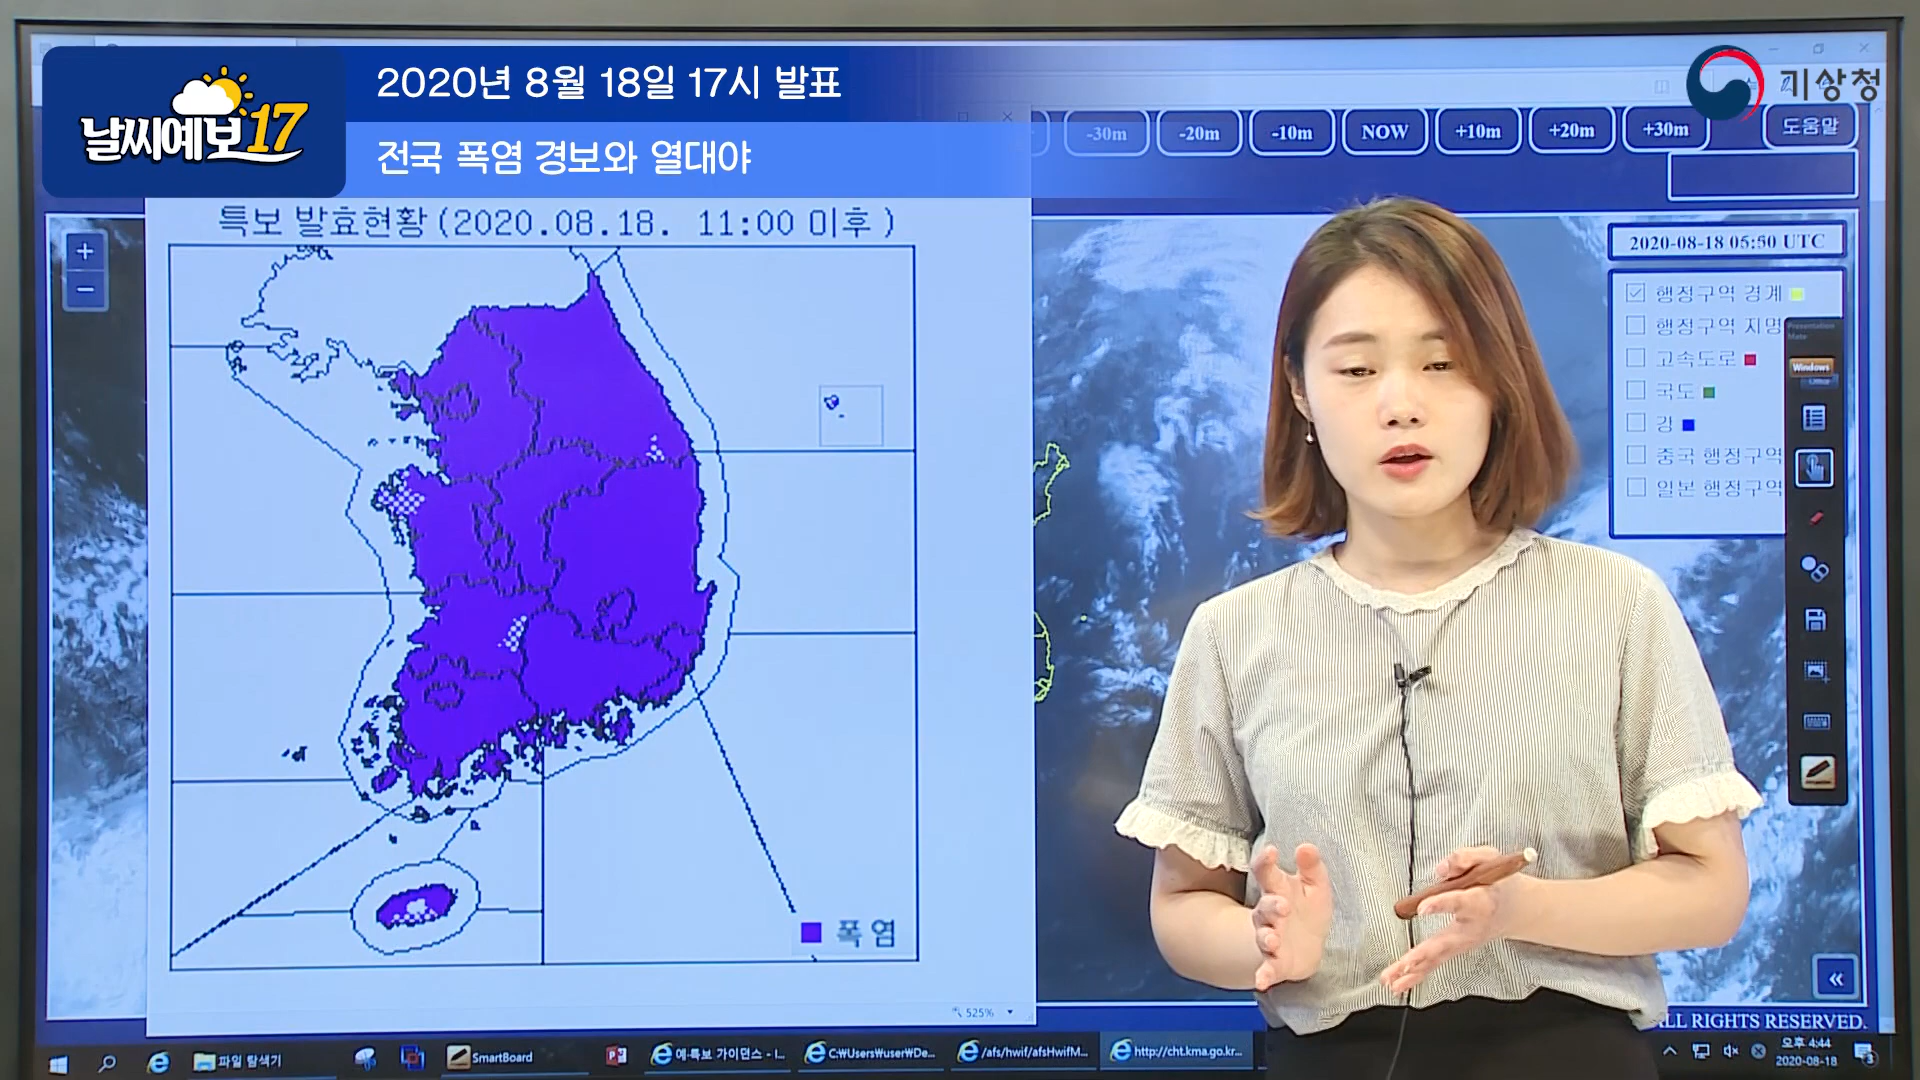 날씨예보17
2020년 8월 18일 17시 발표
전국 폭염 경보와 열대야
기상청
-30m
-20m
-10m
NOW
+10m
+20m
+30m
도움말
특보 발효현황(2020.08.18. 11:00 이후 )
+
−
2020-08-18 05:50 UTC
행정구역 경계
행정구역 지명
고속도로
국도
강
중국 행정구역
일본 행정구역
Presentation
Mate
Windows
Office
폭염
525%
«
ALL RIGHTS RESERVED.
파일 탐색기
SmartBoard
예·특보 가이던스 - I...
C:₩Users₩user₩De...
/afs/hwif/afsHwifM...
http://cht.kma.go.kr...
오후 4:44
2020-08-18
3